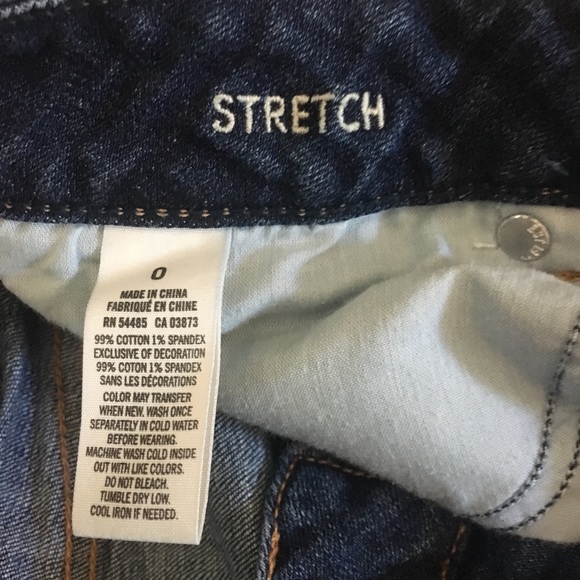 STRETCH
0
MADE IN CHINA
FABRIQUÉ EN CHINE
RN 54485 CA 03873
99% COTTON 1% SPANDEX
EXCLUSIVE OF DECORATION
99% COTON 1% SPANDEX
SANS LES DÉCORATIONS
COLOR MAY TRANSFER
WHEN NEW. WASH ONCE
SEPARATELY IN COLD WATER
BEFORE WEARING.
MACHINE WASH COLD INSIDE
OUT WITH LIKE COLORS.
DO NOT BLEACH.
TUMBLE DRY LOW.
COOL IRON IF NEEDED.